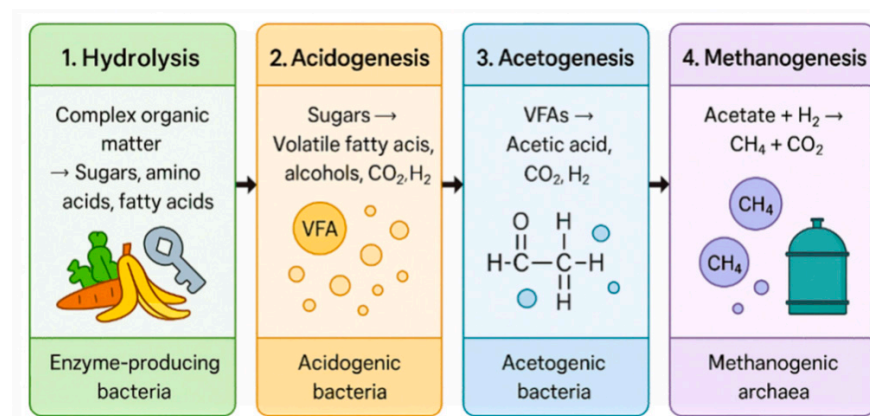 1. Hydrolysis
Complex organic
matter
→ Sugars, amino
acids, fatty acids
Enzyme-producing
bacteria
2. Acidogenesis
Sugars →
Volatile fatty acis,
alcohols, CO₂, H₂
VFA
Acidogenic
bacteria
3. Acetogenesis
VFAs →
Acetic acid,
CO₂, H₂
O H
H-C-C-H
H
Acetogenic
bacteria
4. Methanogenesis
Acetate + H₂ →
CH₄ + CO₂
CH₄
CH₄
Methanogenic
archaea